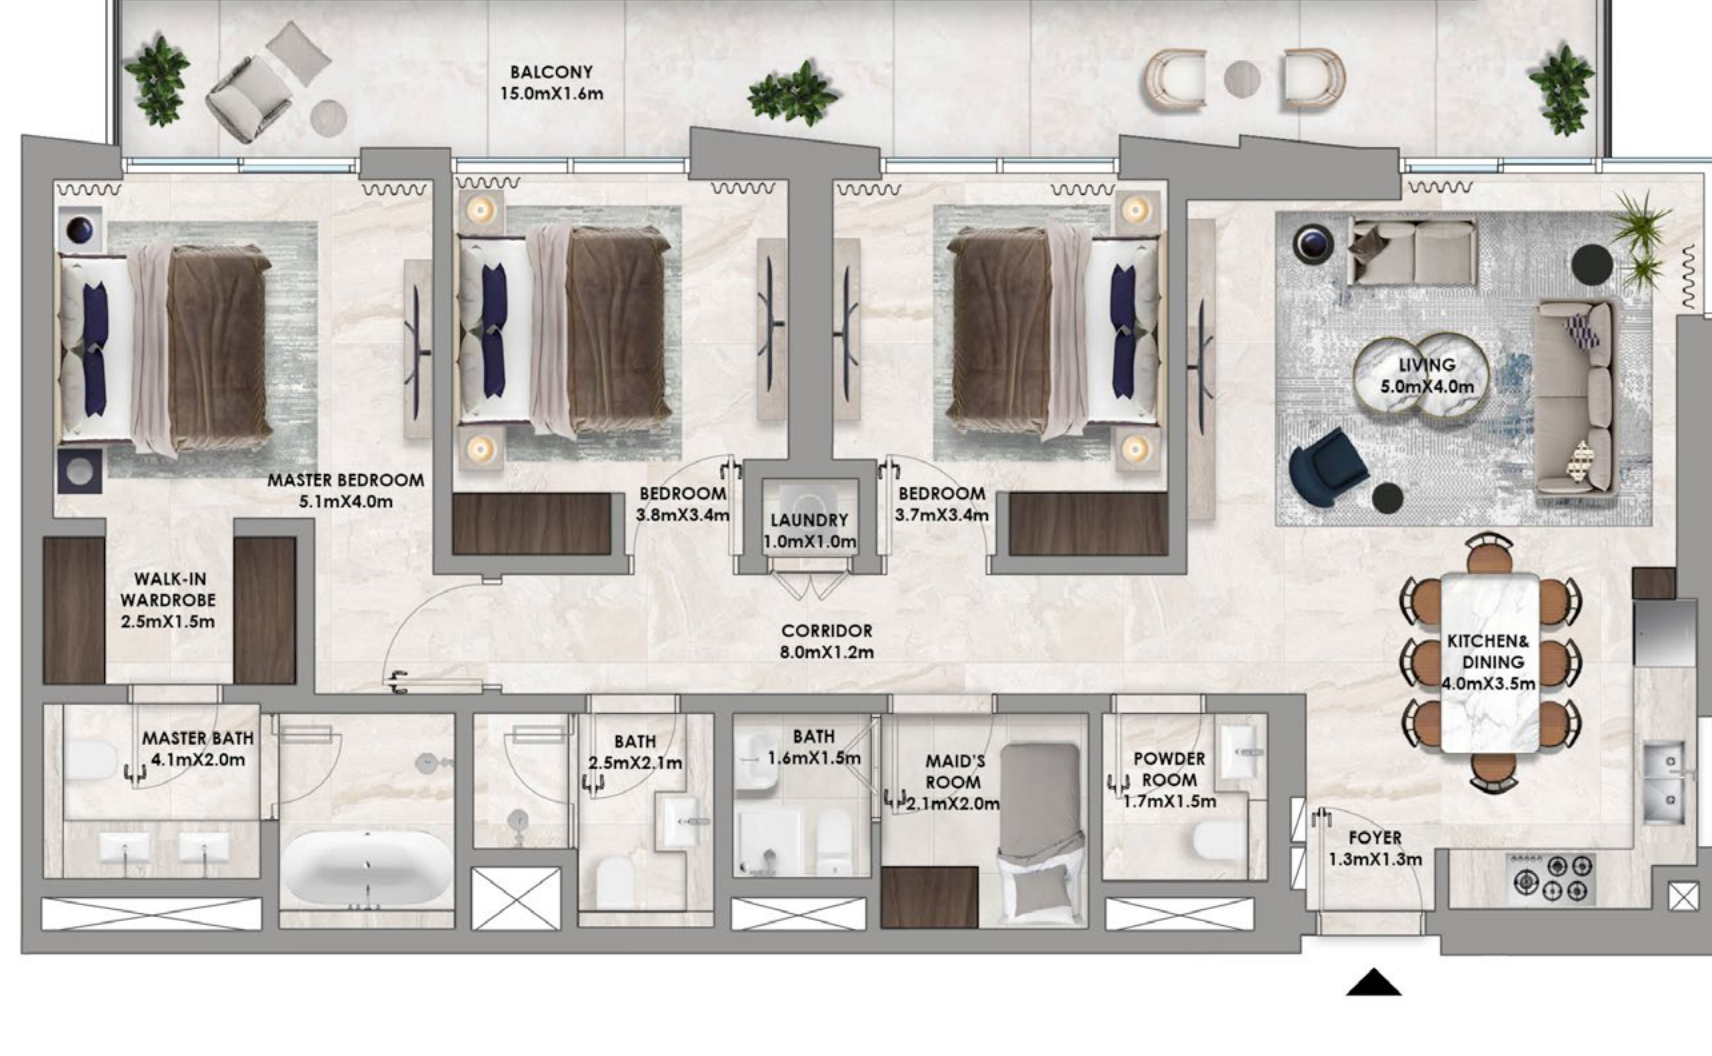 BALCONY
15.0mX1.6m
LIVING
5.0mX4.0m
MASTER BEDROOM
5.1mX4.0m
BEDROOM
3.8mX3.4m
LAUNDRY
1.0mX1.0m
BEDROOM
3.7mX3.4m
WALK-IN
WARDROBE
2.5mX1.5m
CORRIDOR
8.0mX1.2m
KITCHEN&
DINING
4.0mX3.5m
MASTER BATH
4.1mX2.0m
BATH
2.5mX2.1m
BATH
1.6mX1.5m
MAID'S
ROOM
2.1mX2.0m
POWDER
ROOM
1.7mX1.5m
FOYER
1.3mX1.3m